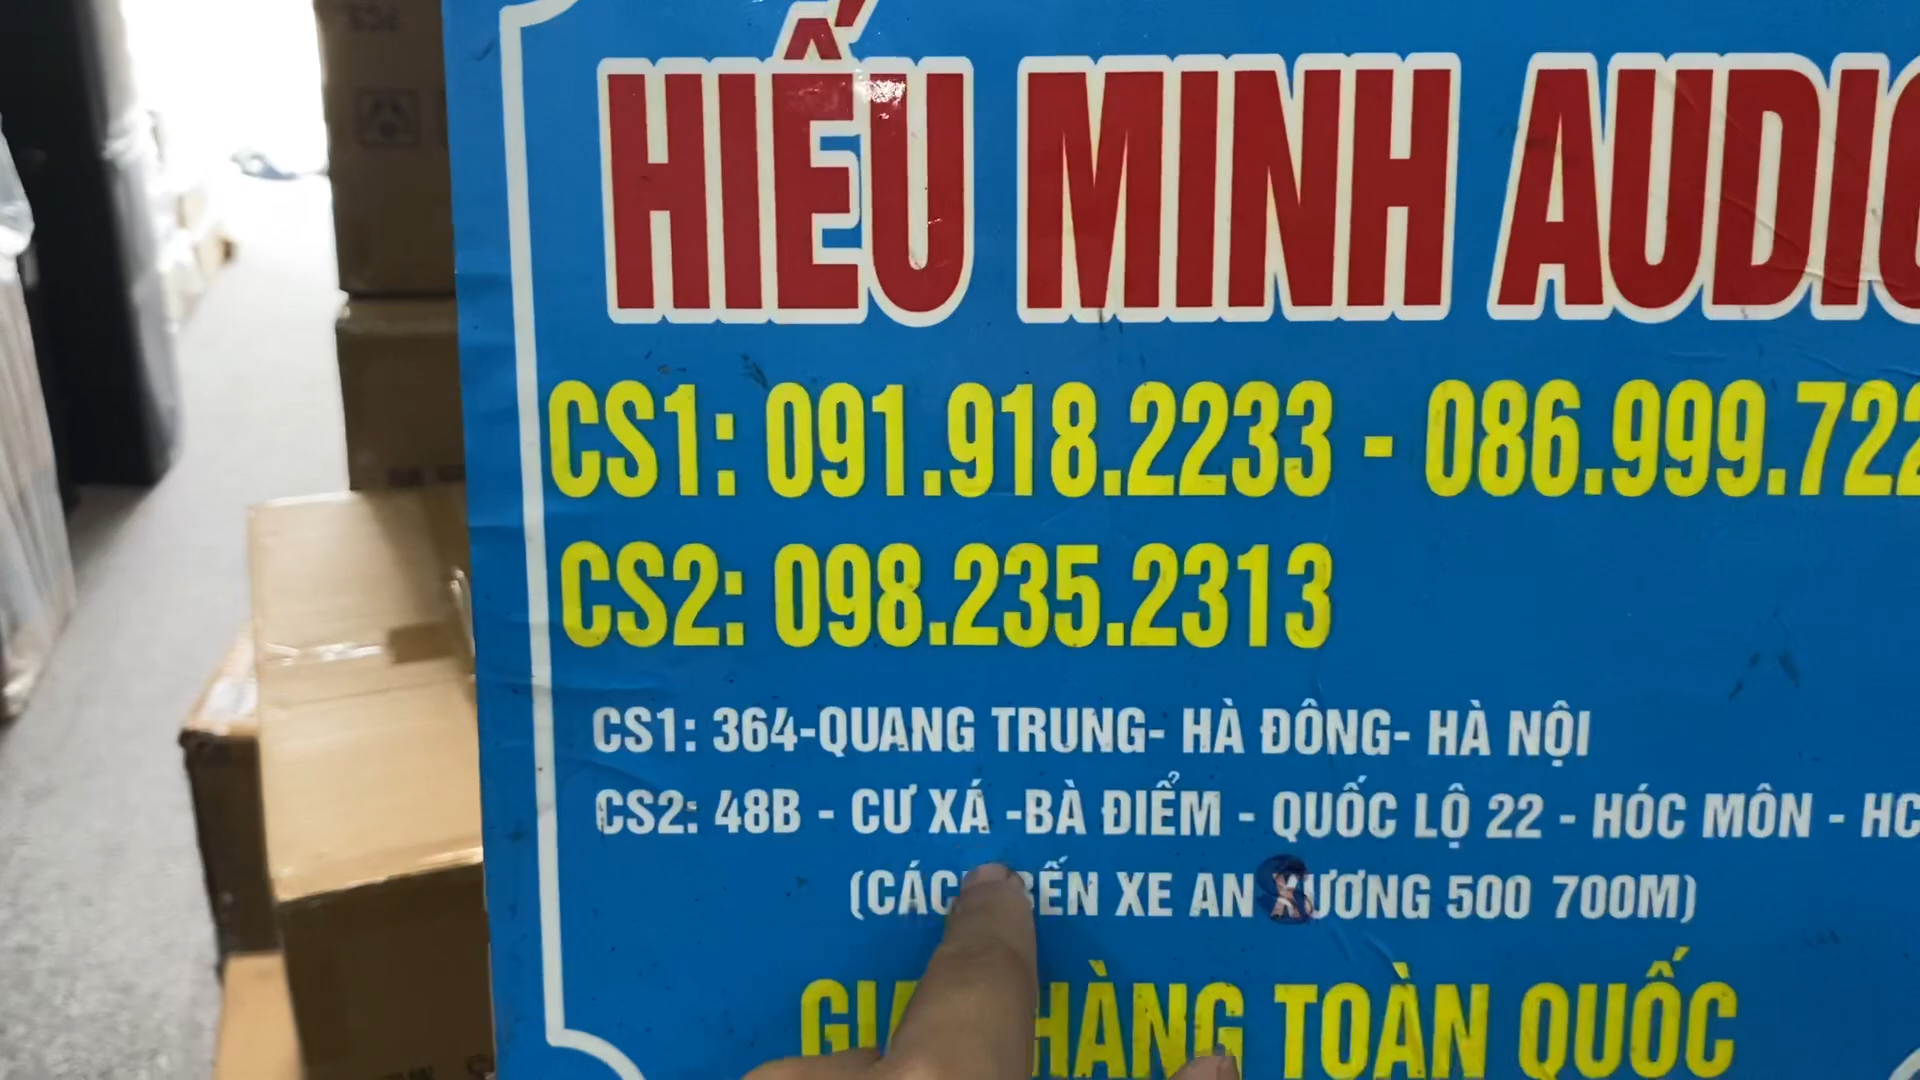 HIẾU MINH AUDIO
CS1: 091.918.2233 - 086.999.722
CS2: 098.235.2313
CS1: 364-QUANG TRUNG- HÀ ĐÔNG- HÀ NỘI
CS2: 48B - CƯ XÁ -BÀ ĐIỂM - QUỐC LỘ 22 - HÓC MÔN - HC
BẾN XE AN SƯƠNG 500 700M)
HÀNG TOÀN QUỐC